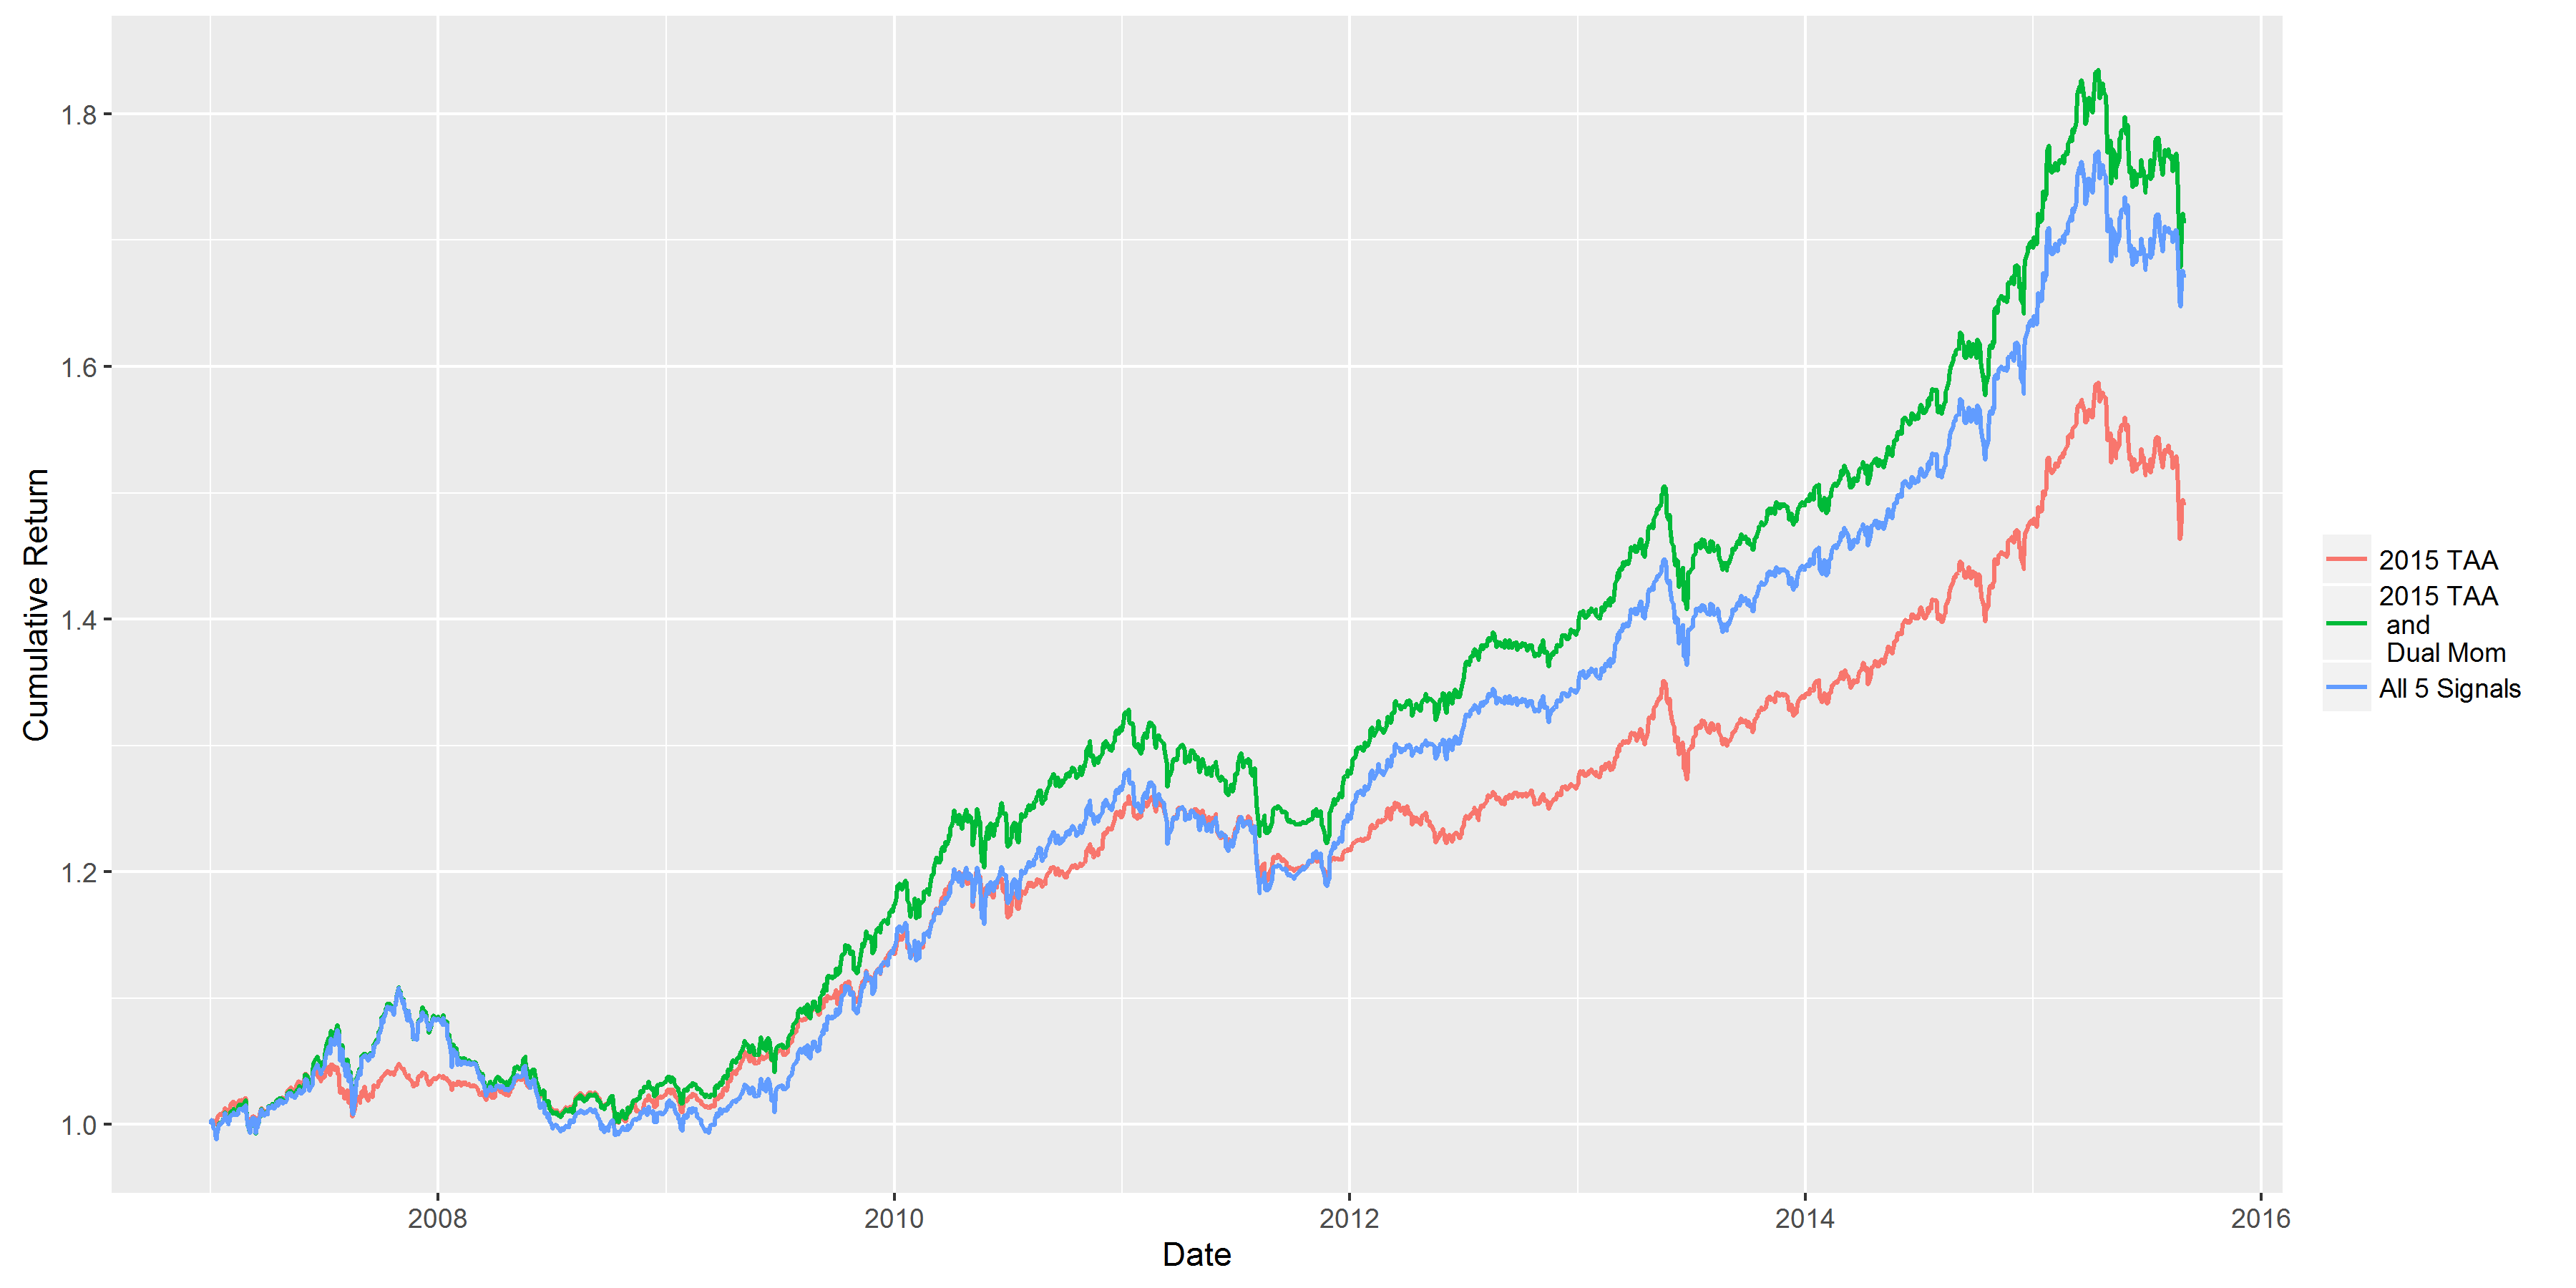 Cumulative Return
1.8
1.6
1.4
1.2
1.0
2008
2010
2012
2014
2016
Date
2015 TAA
2015 TAA
and
Dual Mom
All 5 Signals